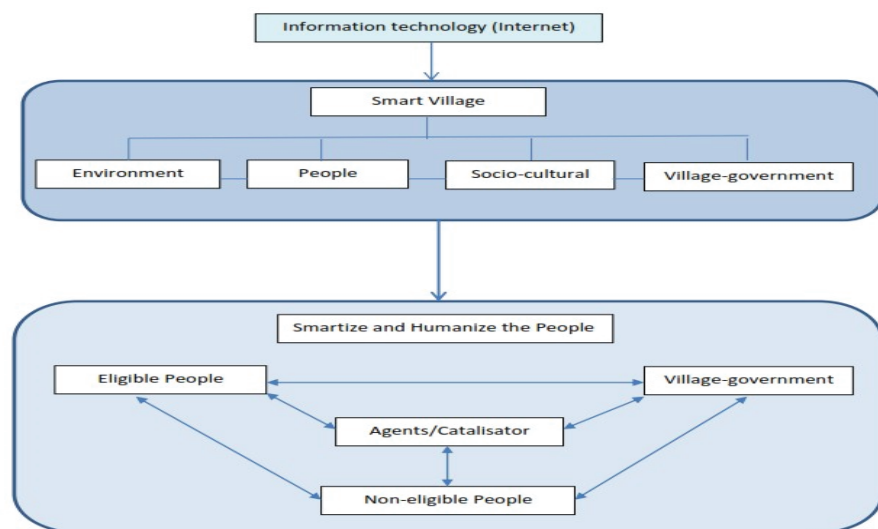 Information technology (Internet)
Smart Village
Environment
People
Socio-cultural
Village-government
Smartize and Humanize the People
Eligible People
Village-government
Agents/Catalisator
Non-eligible People